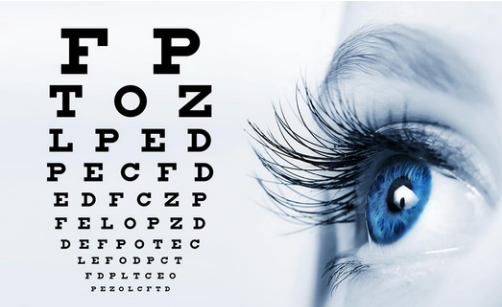 F P
T O Z
L P E D
P E C F D
E D F C Z P
F E L O P Z D
D E F P O T E C
L E F O D P C T
F D P L T C E O
P E Z O L C F T D